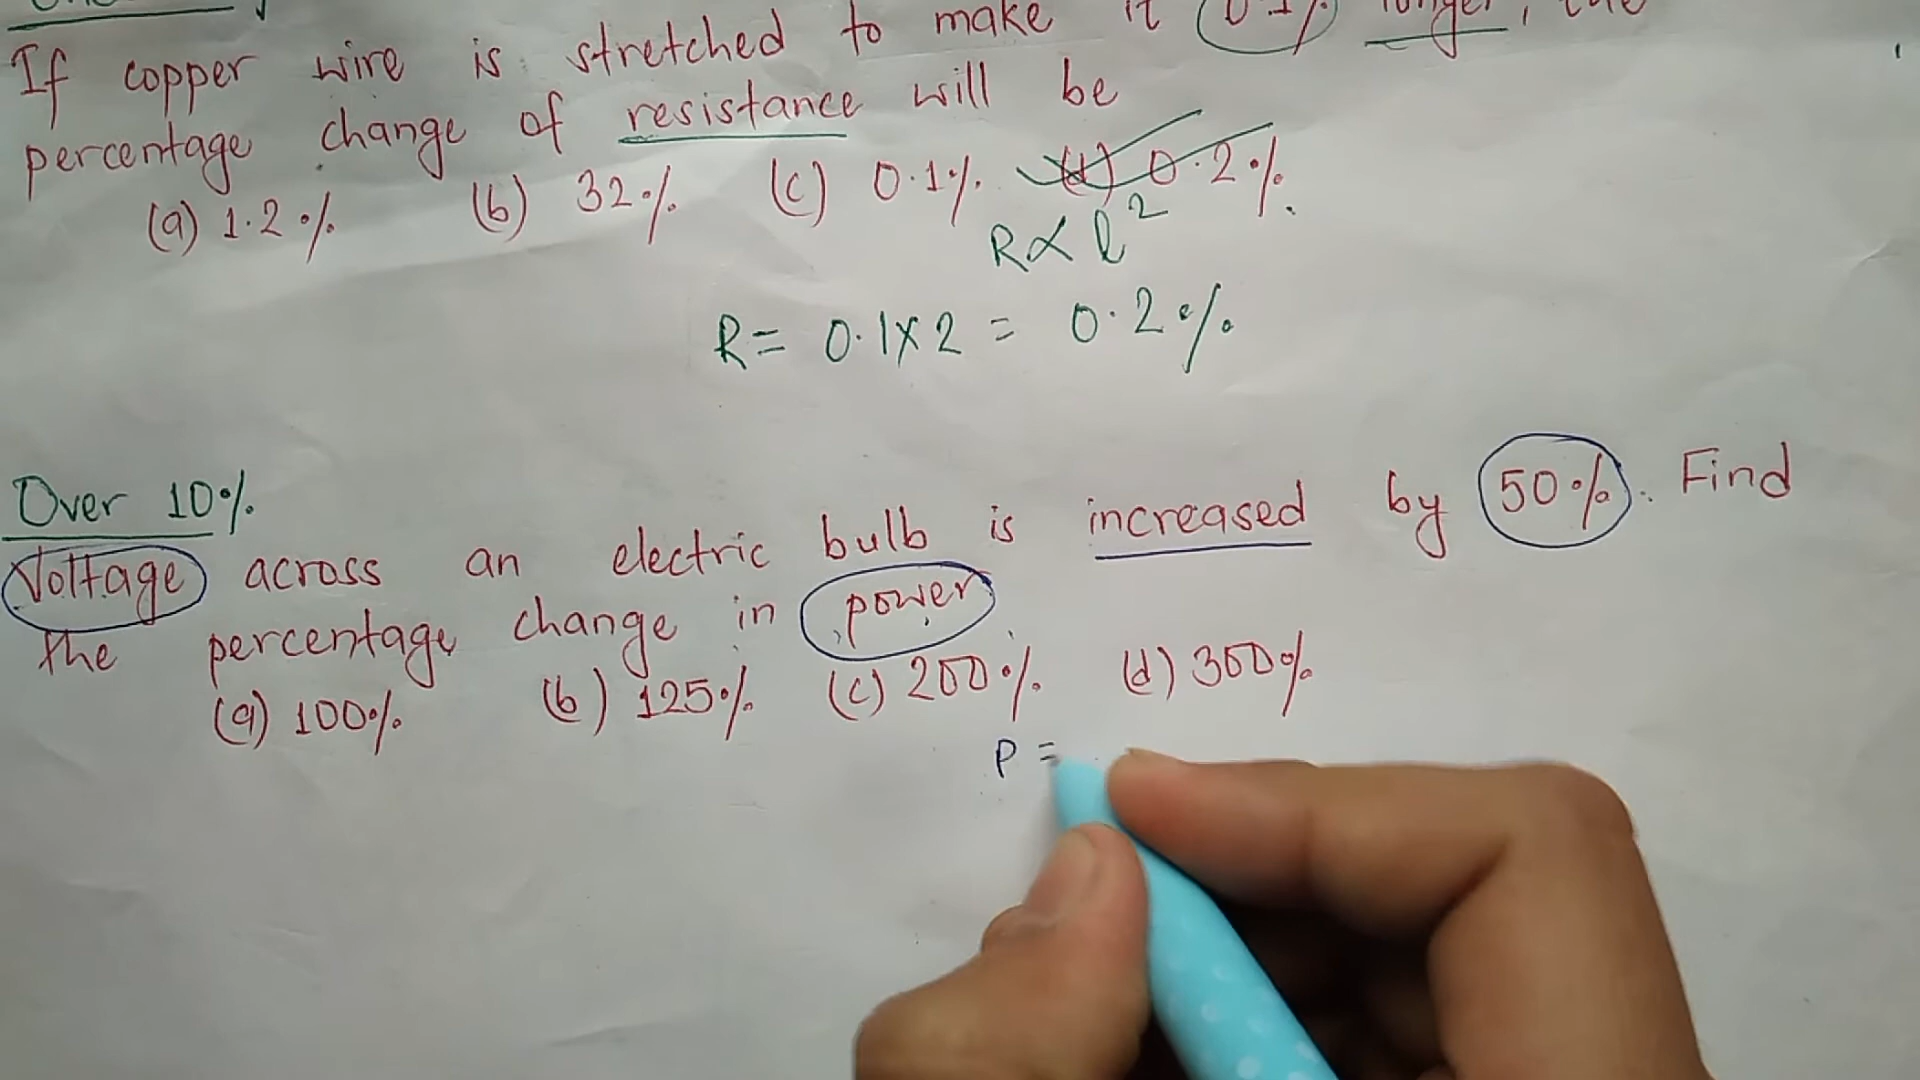 If copper wire is stretched to make it 0.1% longer, the
percentage change of resistance will be
(a) 1.2% (b) 32% (c) 0.1% (d) 0.2%.
R ∝ l²
R = 0.1×2 = 0.2%
Over 10%
Voltage across an electric bulb is increased by 50%. Find
the percentage change in power
(a) 100% (b) 125% (c) 200% (d) 300%
P =